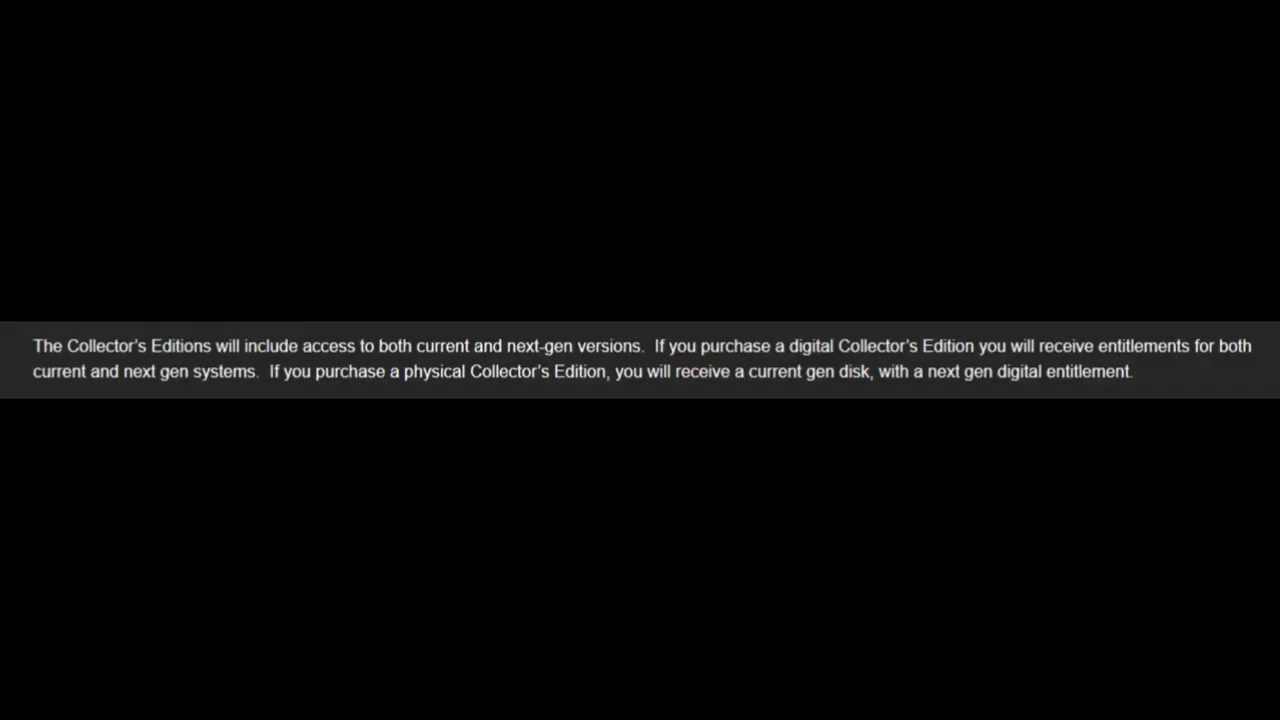 The Collector’s Editions will include access to both current and next-gen versions.  If you purchase a digital Collector’s Edition you will receive entitlements for both
current and next gen systems.  If you purchase a physical Collector’s Edition, you will receive a current gen disk, with a next gen digital entitlement.